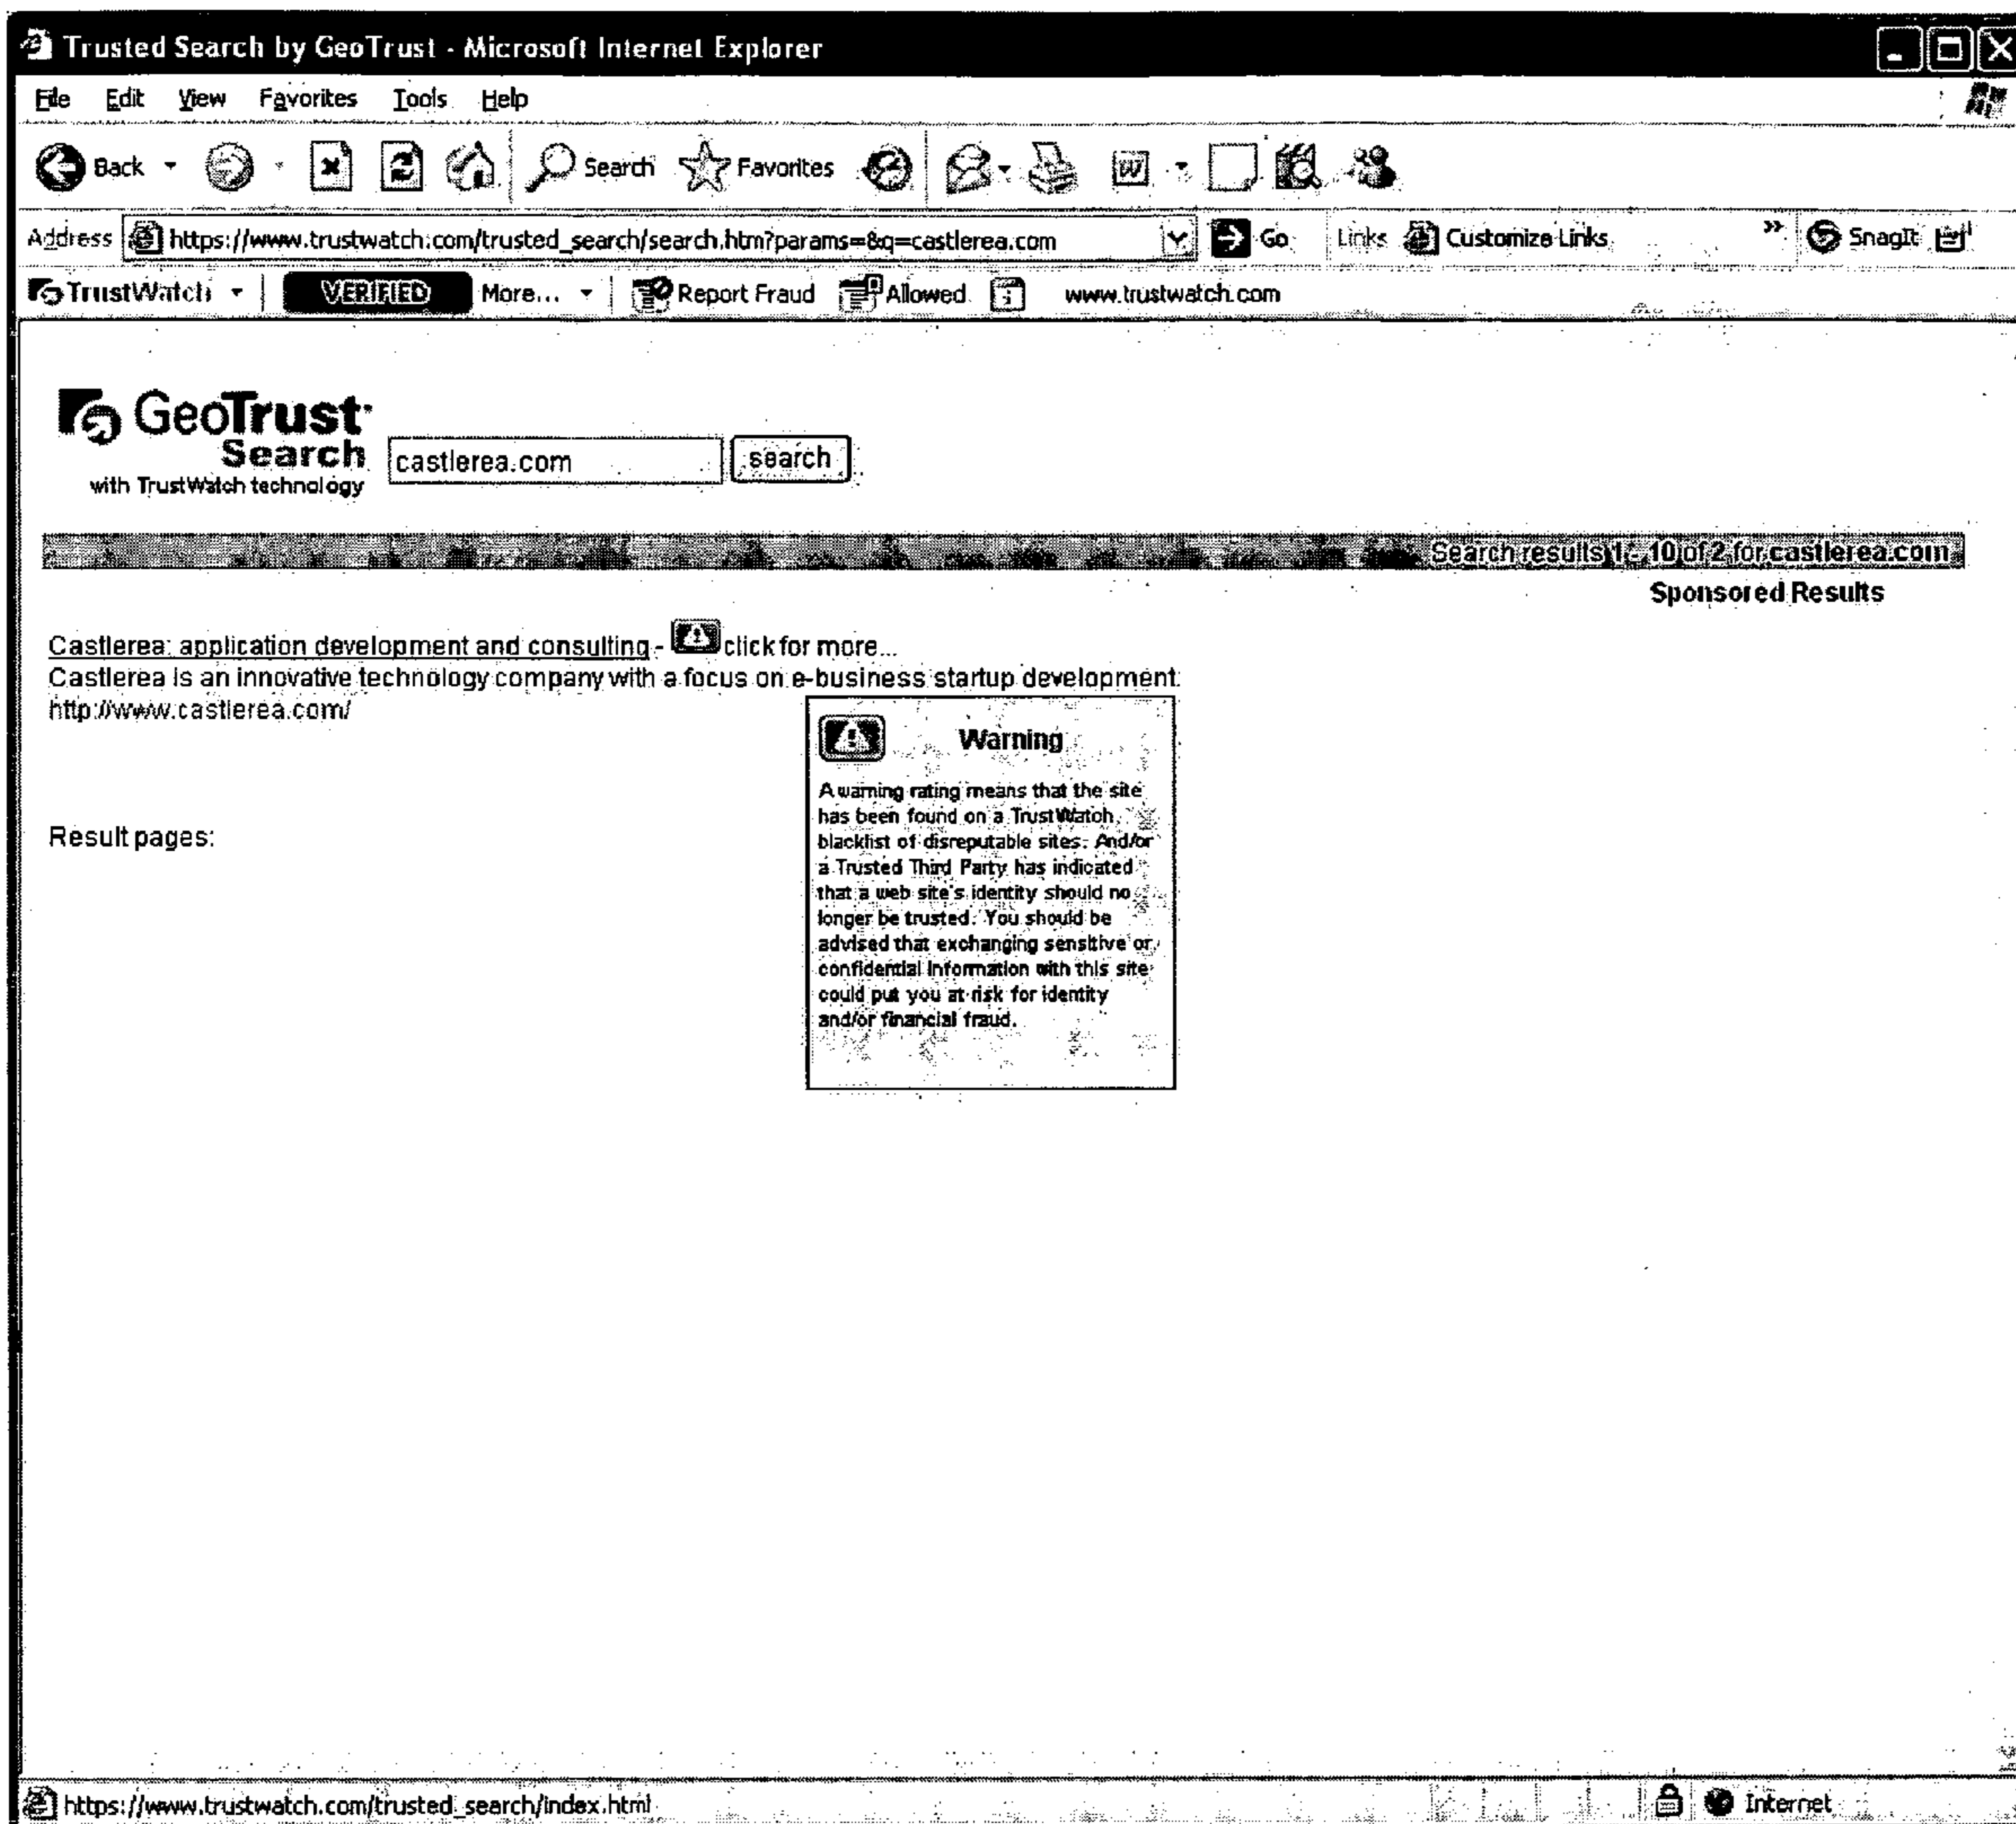 Trusted Search by GeoTrust - Microsoft Internet Explorer
File Edit View Favorites Tools Help
Back Search Favorites
Address https://www.trustwatch.com/trusted_search/search.htm?params=&q=castlerea.com Go Links Customize Links » SnagIt
TrustWatch VERIFIED More... Report Fraud Allowed www.trustwatch.com
GeoTrust
Search
with TrustWatch technology
castlerea.com search
Search results 1 - 10 of 2 for castlerea.com
Sponsored Results
Castlerea: application development and consulting - click for more...
Castlerea is an innovative technology company with a focus on e-business startup development.
http://www.castlerea.com/
Warning
A warning rating means that the site
has been found on a TrustWatch
blacklist of disreputable sites. And/or
a Trusted Third Party has indicated
that a web site's identity should no
longer be trusted. You should be
advised that exchanging sensitive or
confidential information with this site
could put you at risk for identity
and/or financial fraud.
Result pages:
https://www.trustwatch.com/trusted_search/index.html Internet